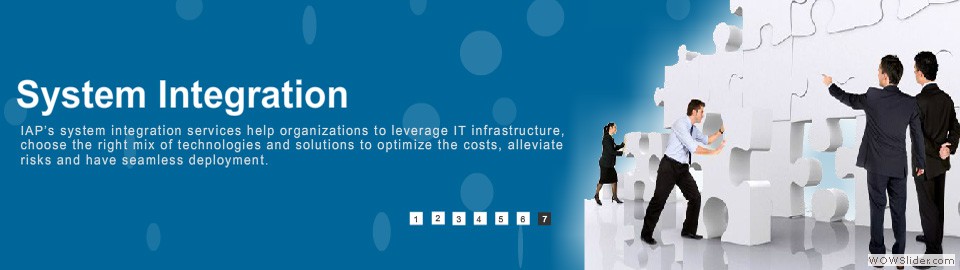 System Integration
IAP's system integration services help organizations to leverage IT infrastructure,
choose the right mix of technologies and solutions to optimize the costs, alleviate
risks and have seamless deployment.
1 2 3 4 5 6 7
WOWSlider.com